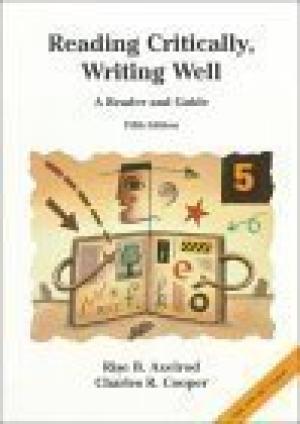 Reading Critically,
Writing Well
A Reader and Guide
Fifth Edition
5
Rise B. Axelrod
Charles R. Cooper